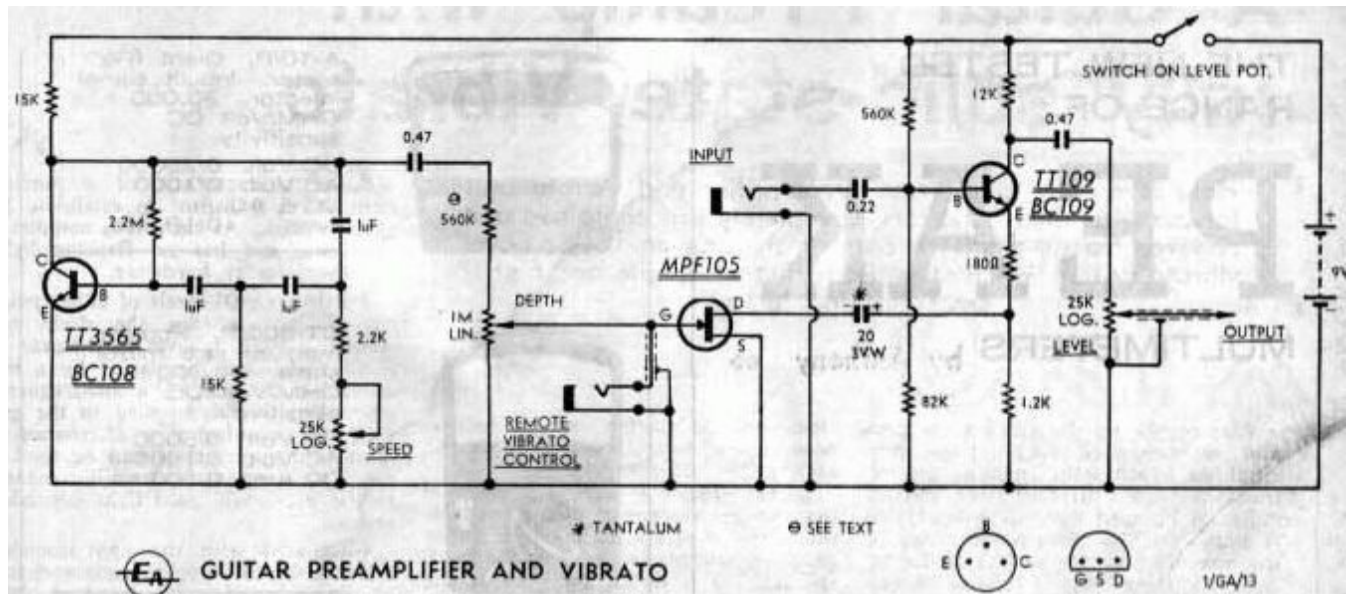 SWITCH ON LEVEL POT.
15K
560K
12K
0.47
0.47
INPUT
C
TT109
BC109
B
E
0.22
⊖
560K
2.2M
1uF
+
9V
-
180Ω
MPF105
C
B
E
1uF
1uF
DEPTH
1M
LIN.
G
D
S
*
+
20
3VW
25K
LOG.
LEVEL
OUTPUT
TT3565
BC108
2.2K
15K
25K
LOG.
SPEED
REMOTE
VIBRATO
CONTROL
82K
1.2K
* TANTALUM
⊖ SEE TEXT
B
E
C
G S D
EA
GUITAR PREAMPLIFIER AND VIBRATO
1/GA/13